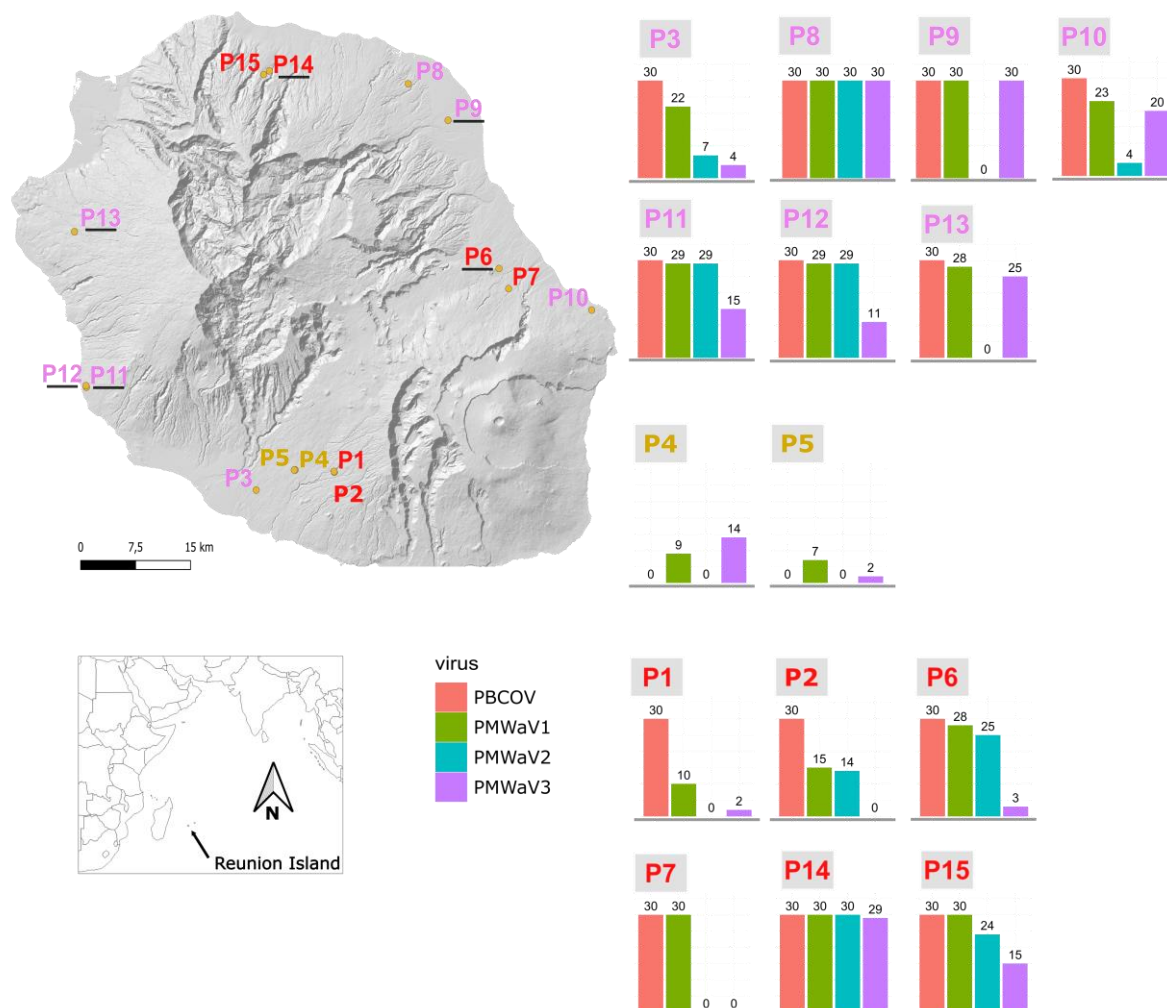 P15 P14
P8
P9
P13
P6
P7
P10
P12 P11
P5 P4 P1
P3 P2
0 7,5 15 km
Reunion Island
N
virus
PBCOV
PMWaV1
PMWaV2
PMWaV3
P3 P8 P9 P10
30 22 7 4
30 30 30 30
30 30 0 30
30 23 4 20
P11 P12 P13
30 29 29 15
30 29 29 11
30 28 0 25
P4 P5
0 9 0 14
0 7 0 2
P1 P2 P6
30 10 0 2
30 15 14 0
30 28 25 3
P7 P14 P15
30 30 0 0
30 30 30 29
30 30 24 15